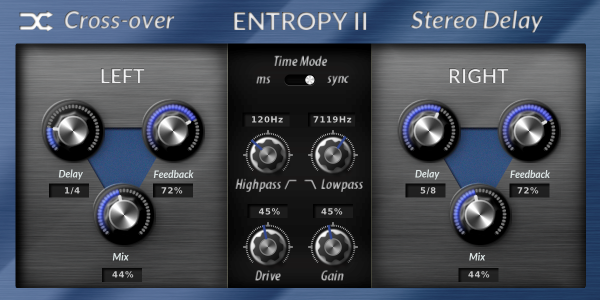 Cross-over ENTROPY II Stereo Delay
Time Mode
ms sync
LEFT
RIGHT
120Hz 7119Hz
Highpass Lowpass
Delay Feedback
1/4 72%
Delay Feedback
5/8 72%
45% 45%
Drive Gain
Mix
44%
Mix
44%